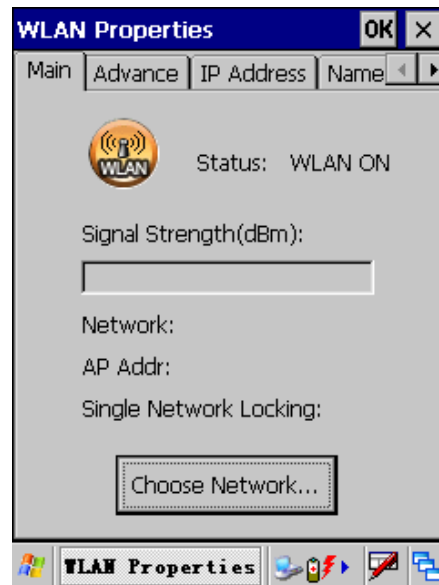 WLAN Properties OK ×
Main Advance IP Address Name
WLAN
Status: WLAN ON
Signal Strength(dBm):
Network:
AP Addr:
Single Network Locking:
Choose Network...
WLAN Properties